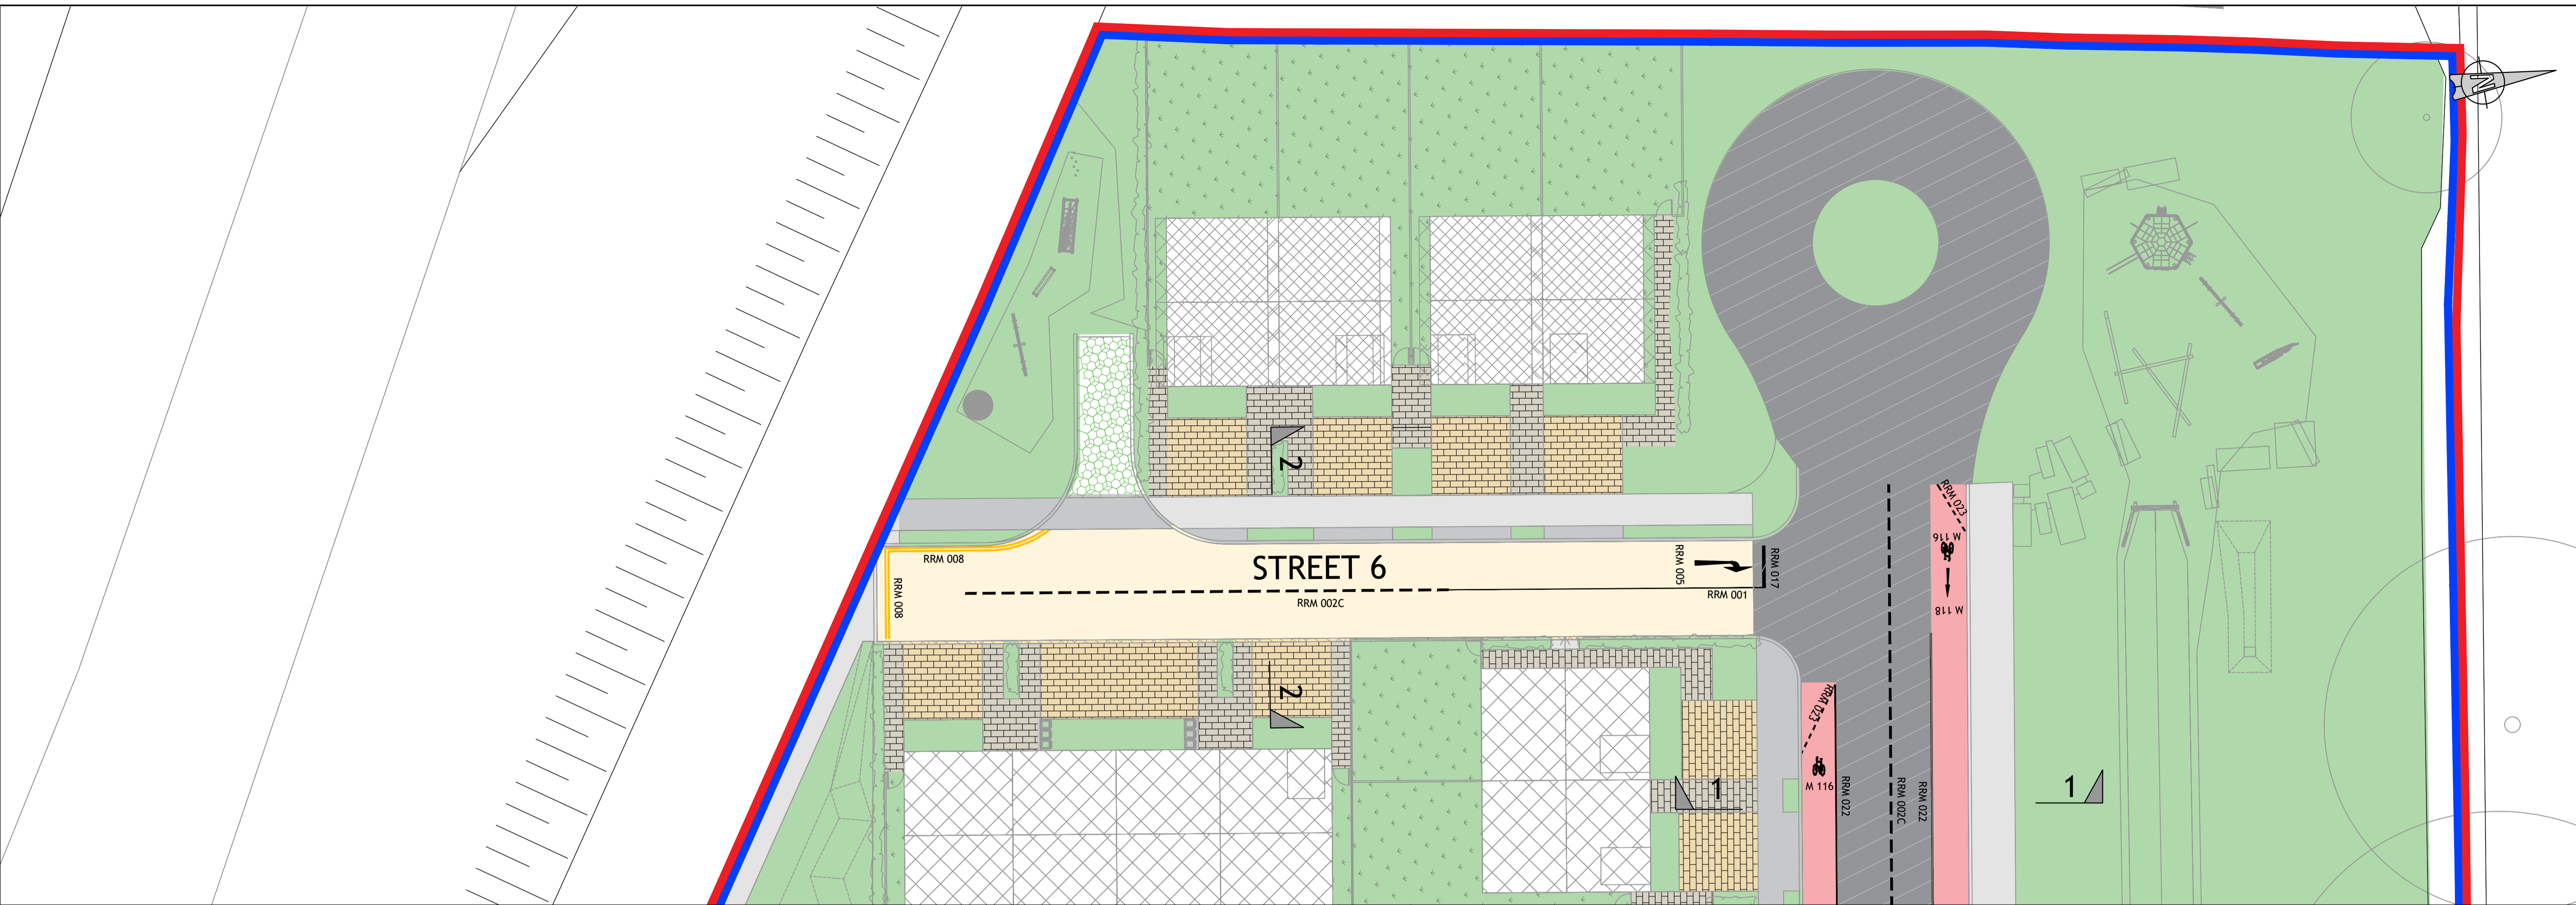 N
2
RRM 023
M 116
M 118
RRM 008
RRM 008
STREET 6
RRM 005
RRM 017
RRM 002C
RRM 001
2
RRM 023
M 116
1
RRM 022
RRM 002C
RRM 022
1